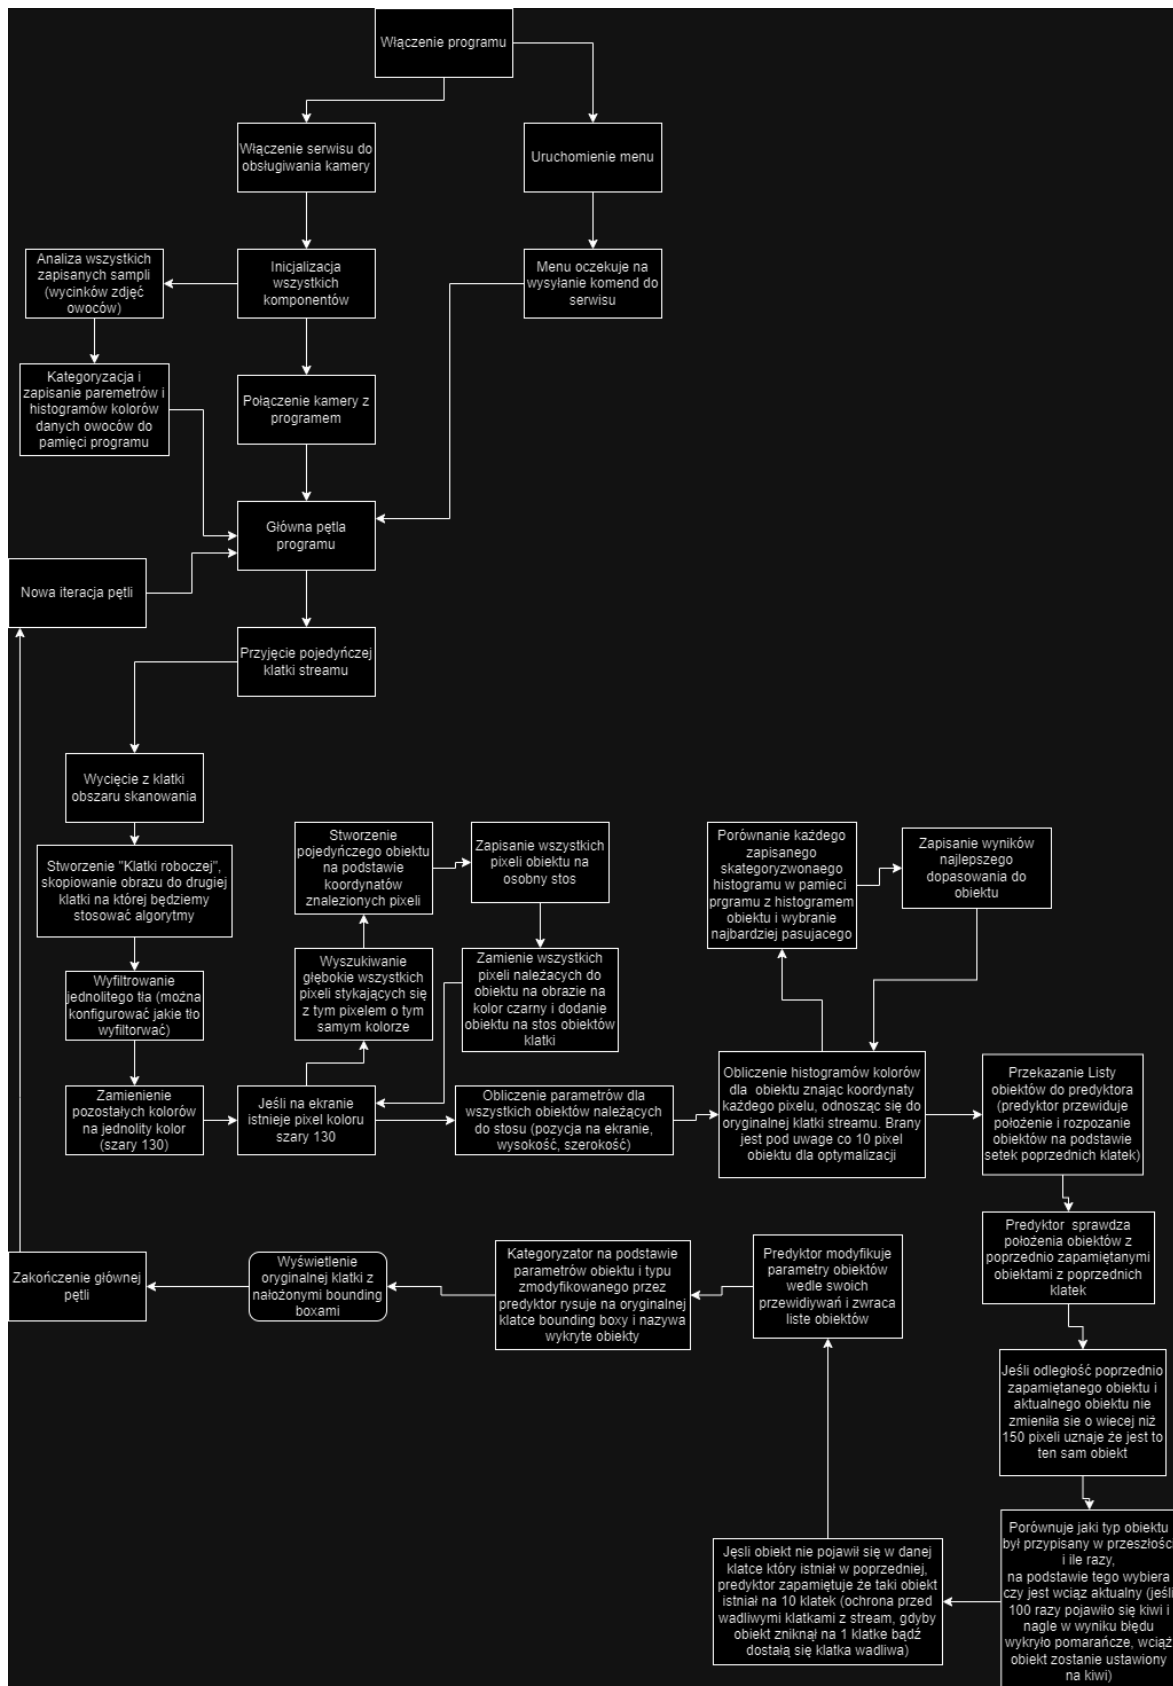 Włączenie programu
Włączenie serwisu do
obsługiwania kamery
Uruchomienie menu
Analiza wszystkich
zapisanych sampli
(wycinków zdjęć
owoców)
Inicjalizacja
wszystkich
komponentów
Menu oczekuje na
wysyłanie komend do
serwisu
Kategoryzacja i
zapisanie paremetrów i
histogramów kolorów
danych owoców do
pamięci programu
Połączenie kamery z
programem
Główna pętla
programu
Nowa iteracja pętli
Przyjęcie pojedyńczej
klatki streamu
Wycięcie z klatki
obszaru skanowania
Stworzenie "Klatki roboczej",
skopiowanie obrazu do drugiej
klatki na której będziemy
stosować algorytmy
Wyfiltrowanie
jednolitego tła (można
konfigurować jakie tło
wyfiltorwać)
Zamienienie
pozostałych kolorów
na jednolity kolor
(szary 130)
Jeśli na ekranie
istnieje pixel koloru
szary 130
Wyszukiwanie
głębokie wszystkich
pixeli stykających się
z tym pixelem o tym
samym kolorze
Stworzenie
pojedyńczego obiektu
na podstawie
koordynatów
znalezionych pixeli
Zapisanie wszystkich
pixeli obiektu na
osobny stos
Zamienie wszystkich
pixeli należących do
obiektu na obrazie na
kolor czarny i dodanie
obiektu na stos obiektów
klatki
Obliczenie parametrów dla
wszystkich obiektów należących
do stosu (pozycja na ekranie,
wysokość, szerokość)
Obliczenie histogramów kolorów
dla  obiektu znając koordynaty
każdego pixelu, odnosząc się do
oryginalnej klatki streamu. Brany
jest pod uwage co 10 pixel
obiektu dla optymalizacji
Porównanie każdego
zapisanego
skategoryzwonaego
histogramu w pamieci
prgramu z histogramem
obiektu i wybranie
najbardziej pasujacego
Zapisanie wyników
najlepszego
dopasowania do
obiektu
Przekazanie Listy
obiektów do predyktora
(predyktor przewiduje
położenie i rozpozanie
obiektów na podstawie
setek poprzednich klatek)
Predyktor  sprawdza
położenia obiektów z
poprzednio zapamiętanymi
obiektami z poprzednich
klatek
Jeśli odległość poprzednio
zapamiętanego obiektu i
aktualnego obiektu nie
zmieniła sie o wiecej niż
150 pixeli uznaje że jest to
ten sam obiekt
Porównuje jaki typ obiektu
był przypisany w przeszłości
i ile razy,
na podstawie tego wybiera
czy jest wciąz aktualny (jeśli
100 razy pojawiło się kiwi i
nagle w wyniku błędu
wykryło pomarańcze, wciąż
obiekt zostanie ustawiony
na kiwi)
Jęsli obiekt nie pojawił się w danej
klatce który istniał w poprzedniej,
predyktor zapamiętuje że taki obiekt
istniał na 10 klatek (ochrona przed
wadliwymi klatkami z stream, gdyby
obiekt zniknął na 1 klatke bądź
dostałą się klatka wadliwa)
Predyktor modyfikuje
parametry obiektów
wedle swoich
przewidiywań i zwraca
liste obiektów
Kategoryzator na podstawie
parametrów obiektu i typu
zmodyfikowanego przez
predyktor rysuje na oryginalnej
klatce bounding boxy i nazywa
wykryte obiekty
Wyświetlenie
oryginalnej klatki z
nałożonymi bounding
boxami
Zakończenie głównej
pętli